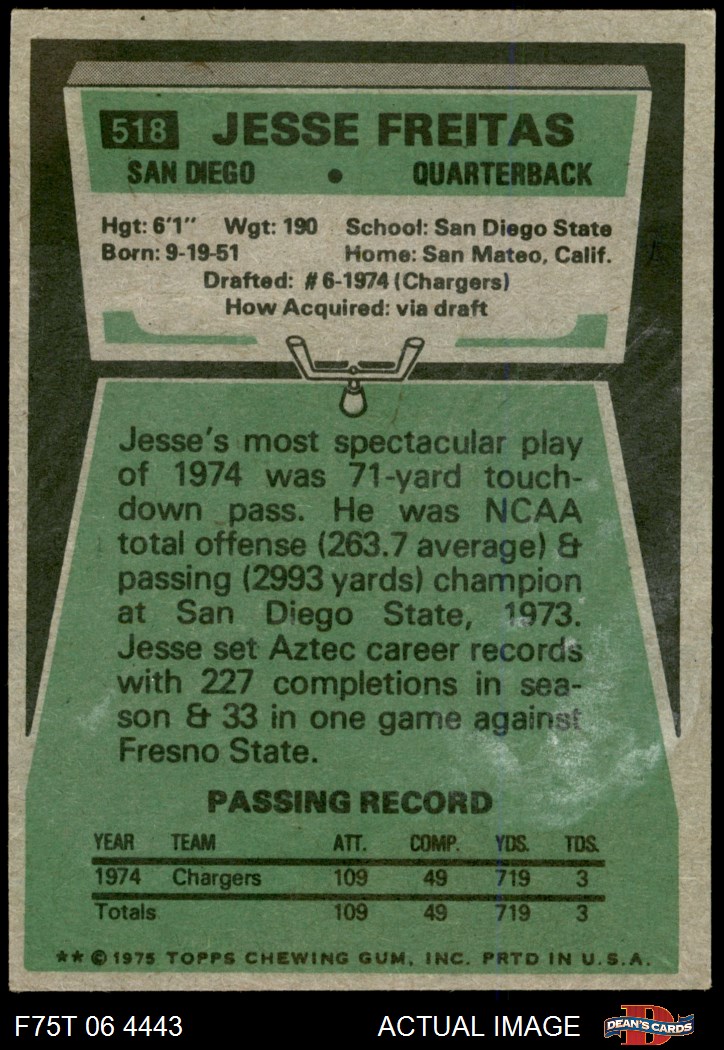 518 JESSE FREITAS
SAN DIEGO • QUARTERBACK
Hgt: 6'1" Wgt: 190 School: San Diego State
Born: 9-19-51 Home: San Mateo, Calif.
Drafted: #6-1974 (Chargers)
How Acquired: via draft
Jesse's most spectacular play
of 1974 was 71-yard touch-
down pass. He was NCAA
total offense (263.7 average) &
passing (2993 yards) champion
at San Diego State, 1973.
Jesse set Aztec career records
with 227 completions in sea-
son & 33 in one game against
Fresno State.
PASSING RECORD
YEAR TEAM ATT. COMP. YDS. TDS.
1974 Chargers 109 49 719 3
Totals 109 49 719 3
** © 1975 TOPPS CHEWING GUM, INC. PRTD IN U.S.A.
F75T 06 4443 ACTUAL IMAGE D DEAN'S CARDS